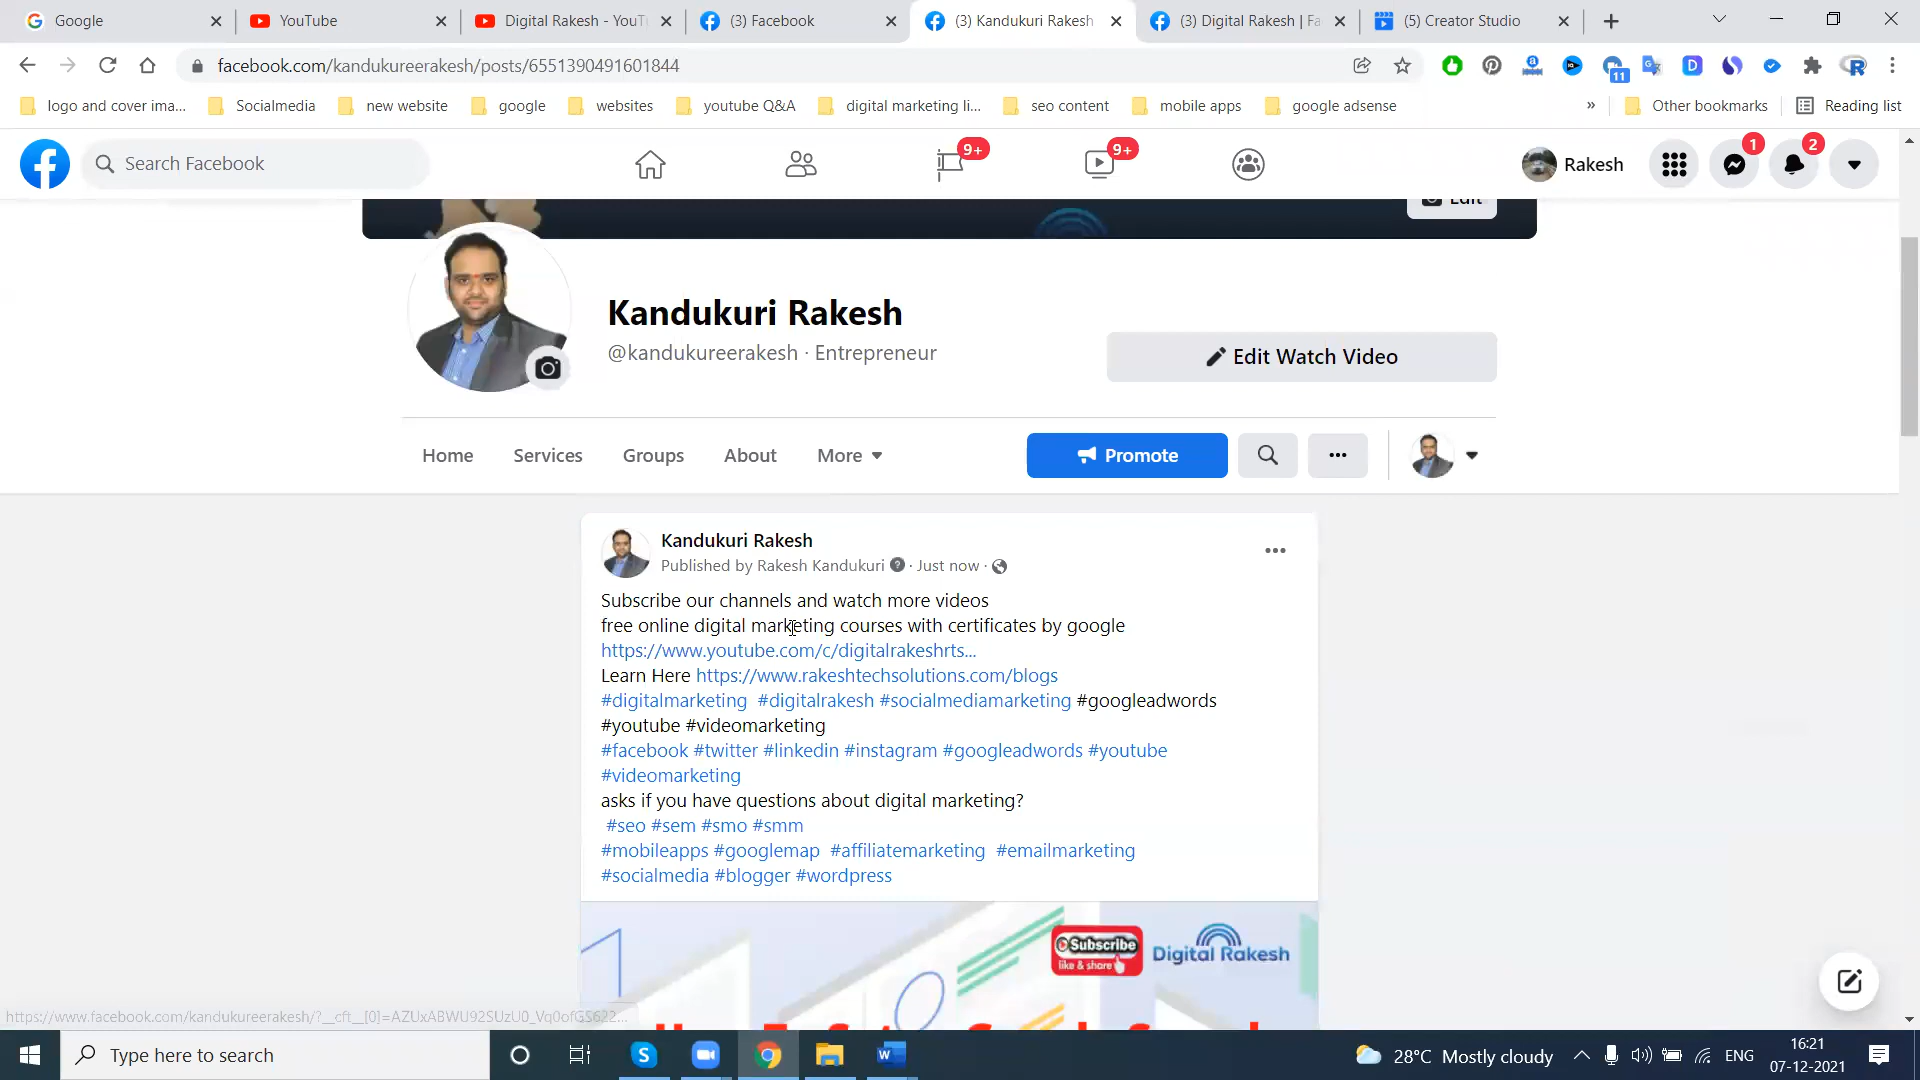 Google
YouTube
Digital Rakesh - YouT
(3) Facebook
(3) Kandukuri Rakesh
(3) Digital Rakesh | Fa
(5) Creator Studio
facebook.com/kandukureerakesh/posts/6551390491601844
11
logo and cover ima...
Socialmedia
new website
google
websites
youtube Q&A
digital marketing li...
seo content
mobile apps
google adsense
»
Other bookmarks
Reading list
Search Facebook
9+
9+
Rakesh
1
2
Edit
Kandukuri Rakesh
@kandukureerakesh · Entrepreneur
Edit Watch Video
Home
Services
Groups
About
More
Promote
Kandukuri Rakesh
Published by Rakesh Kandukuri · Just now ·
Subscribe our channels and watch more videos
free online digital marketing courses with certificates by google
https://www.youtube.com/c/digitalrakeshrts...
Learn Here https://www.rakeshtechsolutions.com/blogs
#digitalmarketing #digitalrakesh #socialmediamarketing #googleadwords
#youtube #videomarketing
#facebook #twitter #linkedin #instagram #googleadwords #youtube
#videomarketing
asks if you have questions about digital marketing?
#seo #sem #smo #smm
#mobileapps #googlemap #affiliatemarketing #emailmarketing
#socialmedia #blogger #wordpress
Subscribe
like & share
Digital Rakesh
https://www.facebook.com/kandukureerakesh/?__cft__[0]=AZUxABWU92SUzU0_Vq0ofGS622...
Type here to search
28°C Mostly cloudy
ENG
16:21
07-12-2021